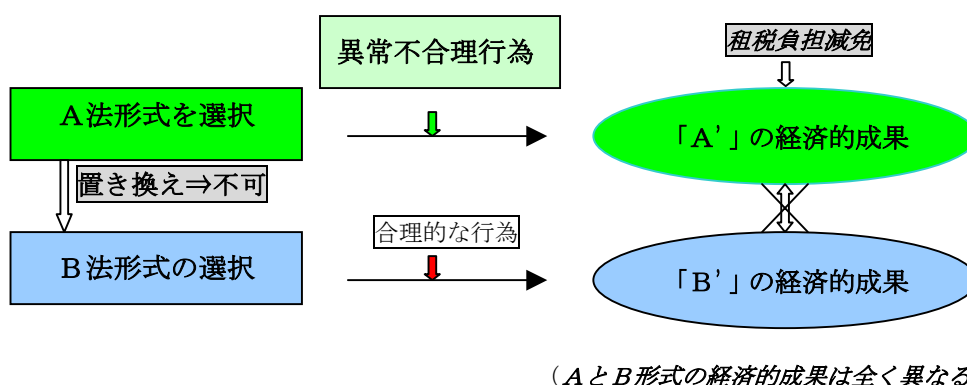 異常不合理行為
租税負担減免
A法形式を選択
「A’」の経済的成果
置き換え⇒不可
合理的な行為
B法形式の選択
「B’」の経済的成果
（AとB形式の経済的成果は全く異なる